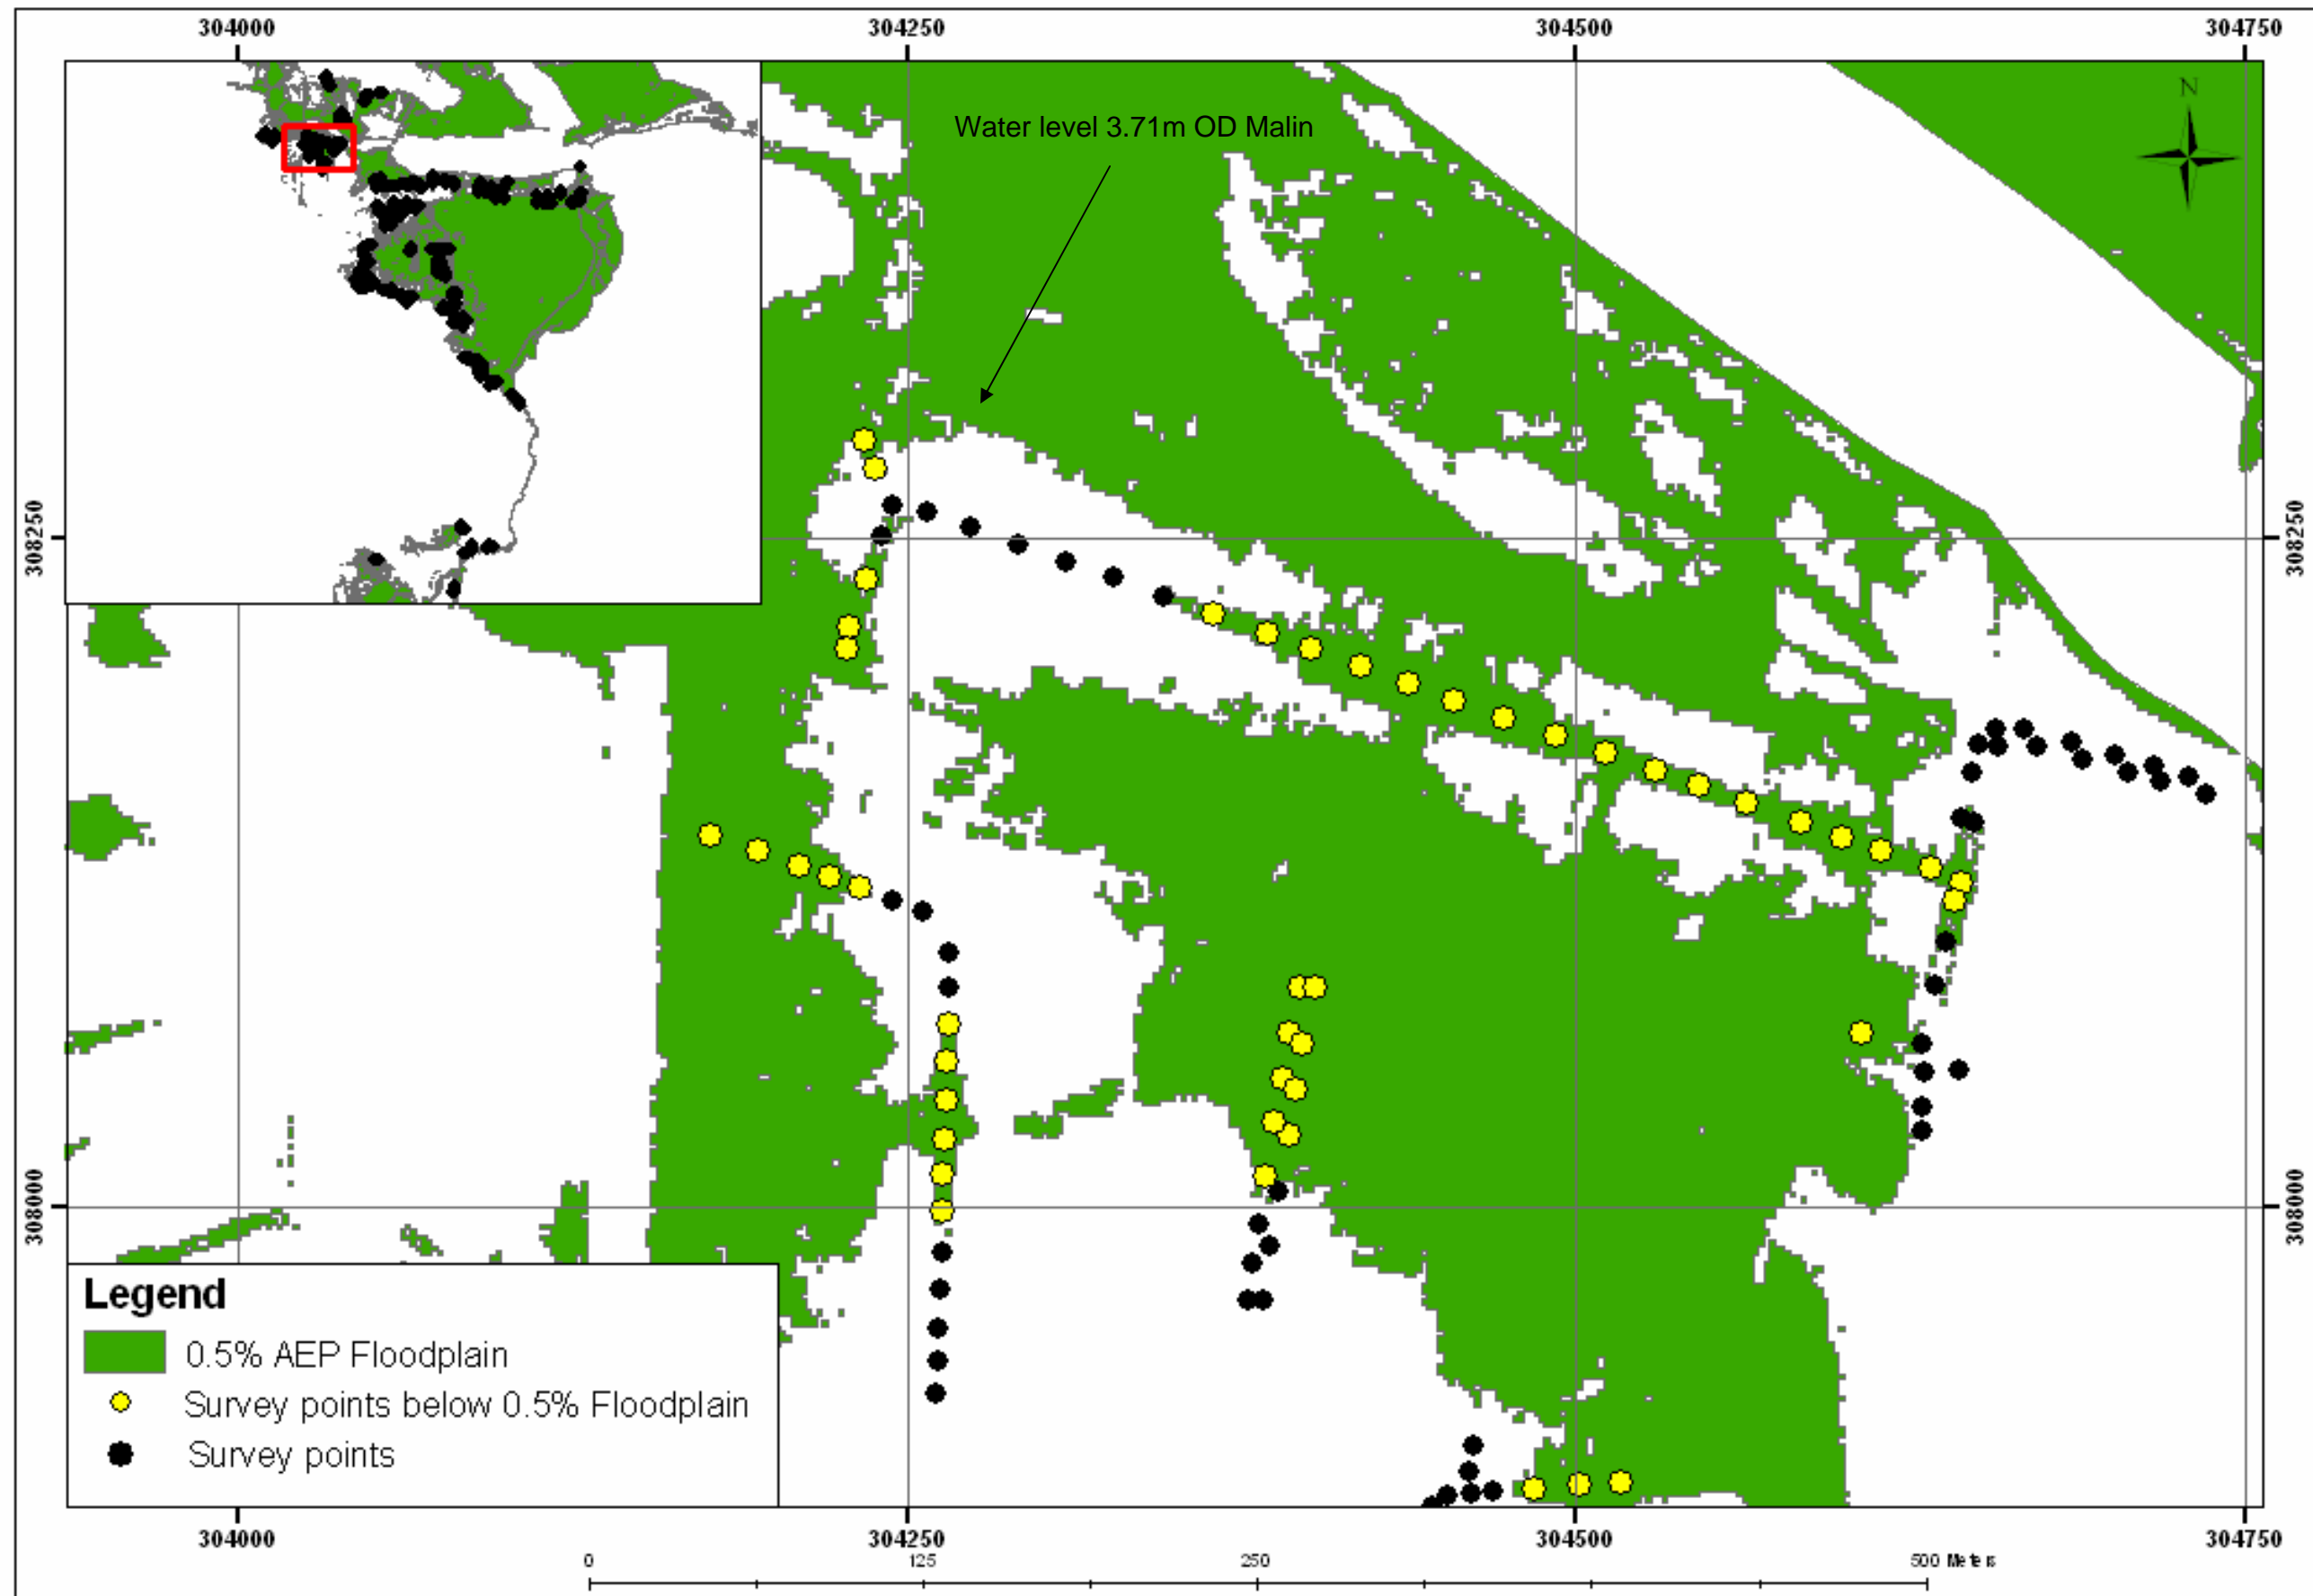 304000 304250 304500 304750
N
Water level 3.71m OD Malin
308250 308250
308000 308000
Legend
0.5% AEP Floodplain
Survey points below 0.5% Floodplain
Survey points
304000 304250 304500 304750
0 125 250 500 Meters